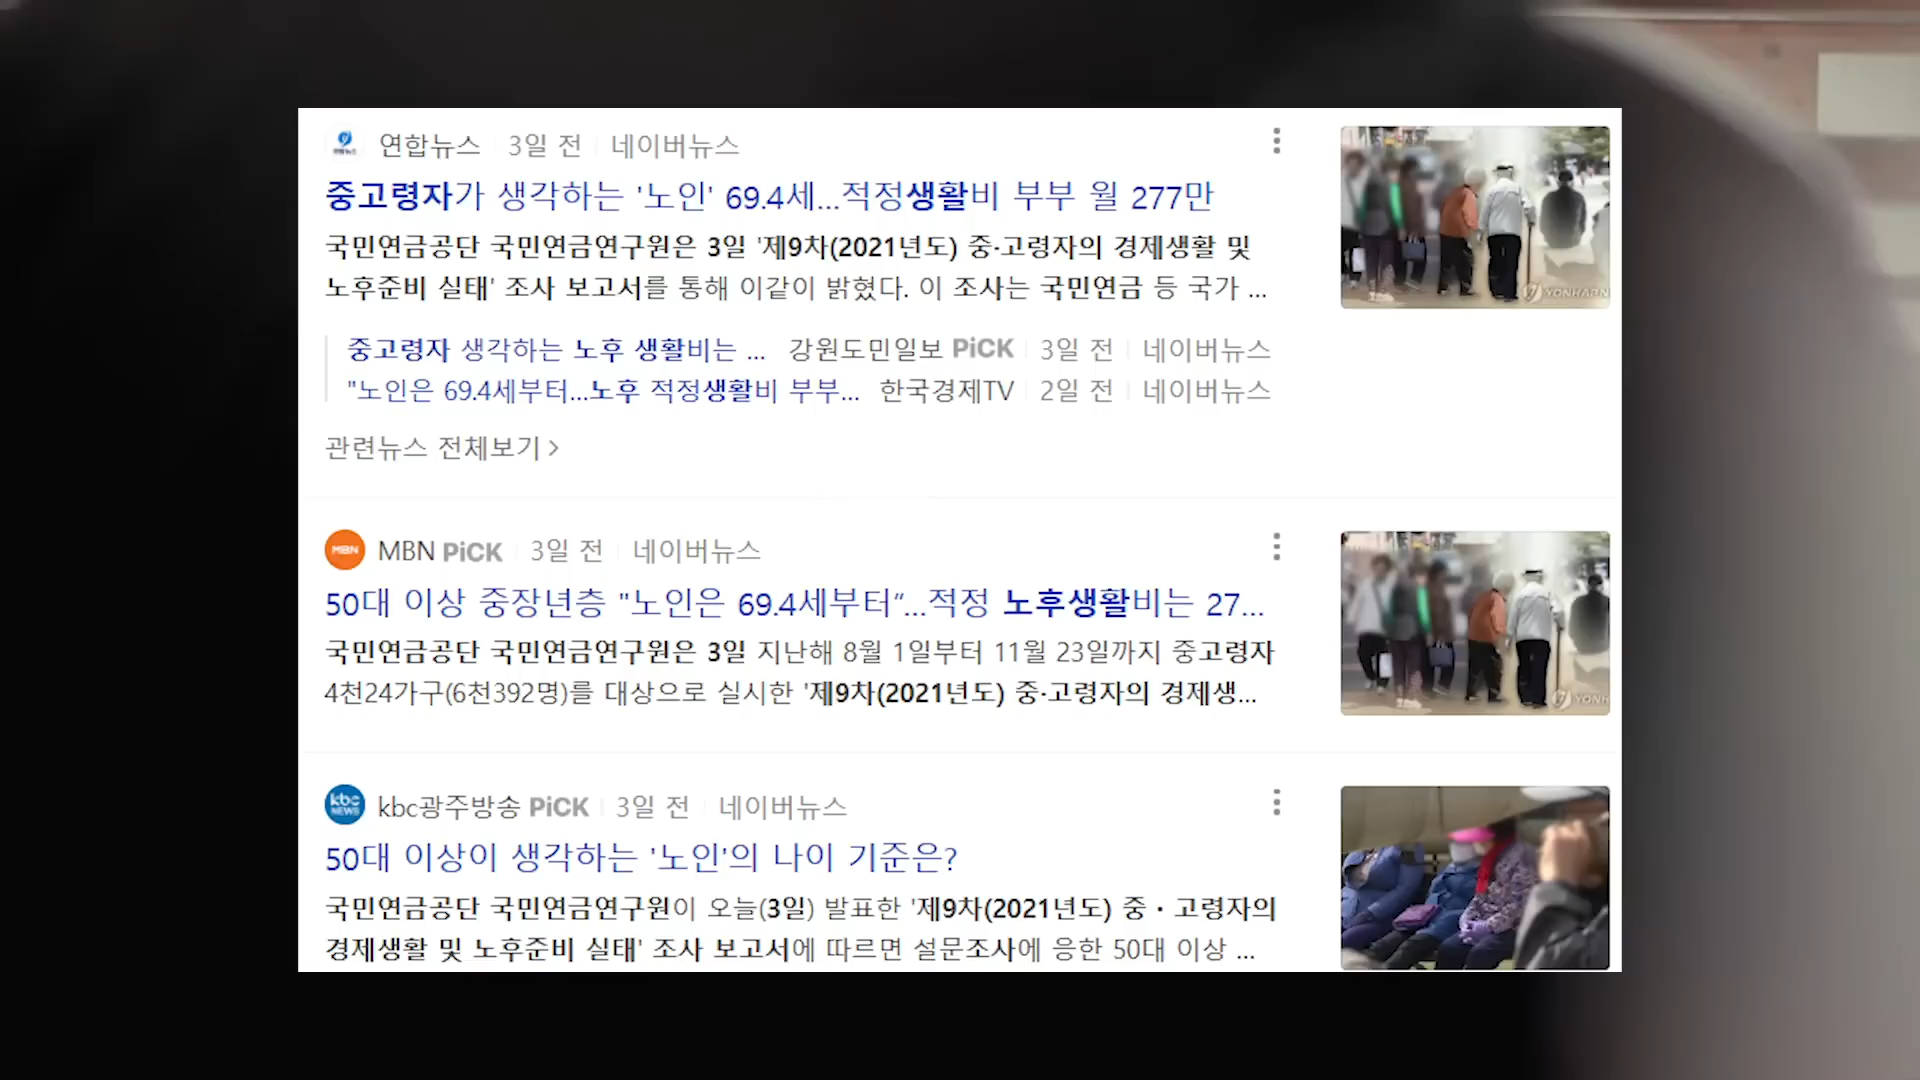 연합뉴스 3일 전 네이버뉴스
중고령자가 생각하는 '노인' 69.4세...적정생활비 부부 월 277만
국민연금공단 국민연금연구원은 3일 '제9차(2021년도) 중·고령자의 경제생활 및
노후준비 실태' 조사 보고서를 통해 이같이 밝혔다. 이 조사는 국민연금 등 국가 ...
YONHAPN
중고령자 생각하는 노후 생활비는 ... 강원도민일보 PiCK 3일 전 네이버뉴스
"노인은 69.4세부터...노후 적정생활비 부부... 한국경제TV 2일 전 네이버뉴스
관련뉴스 전체보기 >
MBN MBN PiCK 3일 전 네이버뉴스
50대 이상 중장년층 "노인은 69.4세부터"...적정 노후생활비는 27...
국민연금공단 국민연금연구원은 3일 지난해 8월 1일부터 11월 23일까지 중고령자
4천24가구(6천392명)를 대상으로 실시한 '제9차(2021년도) 중·고령자의 경제생...
YONH
kbc NEWS kbc광주방송 PiCK 3일 전 네이버뉴스
50대 이상이 생각하는 '노인'의 나이 기준은?
국민연금공단 국민연금연구원이 오늘(3일) 발표한 '제9차(2021년도) 중·고령자의
경제생활 및 노후준비 실태' 조사 보고서에 따르면 설문조사에 응한 50대 이상 ...